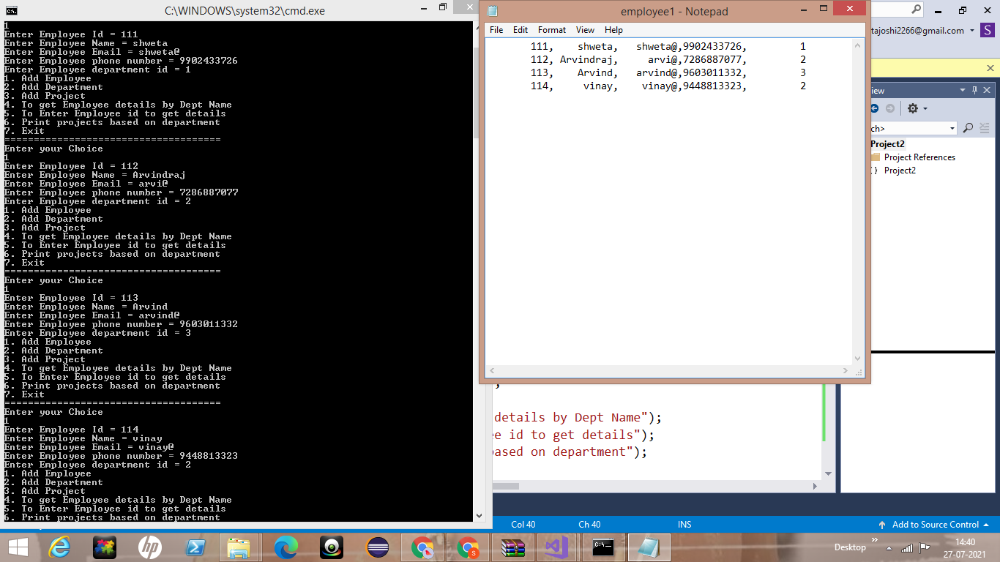 C:\WINDOWS\system32\cmd.exe
1
Enter Employee Id = 111
Enter Employee Name = shweta
Enter Employee Email = shweta@
Enter Employee phone number = 9902433726
Enter Employee department id = 1
1. Add Employee
2. Add Department
3. Add Project
4. To get Employee details by Dept Name
5. To Enter Employee id to get details
6. Print projects based on department
7. Exit
=====================================
Enter your Choice
1
Enter Employee Id = 112
Enter Employee Name = Arvindraj
Enter Employee Email = arvi@
Enter Employee phone number = 7286887077
Enter Employee department id = 2
1. Add Employee
2. Add Department
3. Add Project
4. To get Employee details by Dept Name
5. To Enter Employee id to get details
6. Print projects based on department
7. Exit
=====================================
Enter your Choice
1
Enter Employee Id = 113
Enter Employee Name = Arvind
Enter Employee Email = arvind@
Enter Employee phone number = 9603011332
Enter Employee department id = 3
1. Add Employee
2. Add Department
3. Add Project
4. To get Employee details by Dept Name
5. To Enter Employee id to get details
6. Print projects based on department
7. Exit
=====================================
Enter your Choice
1
Enter Employee Id = 114
Enter Employee Name = vinay
Enter Employee Email = vinay@
Enter Employee phone number = 9448813323
Enter Employee department id = 2
1. Add Employee
2. Add Department
3. Add Project
4. To get Employee details by Dept Name
5. To Enter Employee id to get details
6. Print projects based on department
employee1 - Notepad
File Edit Format View Help
111, shweta, shweta@,9902433726, 1
112, Arvindraj, arvi@,7286887077, 2
113, Arvind, arvind@,9603011332, 3
114, vinay, vinay@,9448813323, 2
tajoshi2266@gmail.com S
iew
ch>
Project2
Project References
Project2
details by Dept Name");
e id to get details");
based on department");
Col 40 Ch 40 INS Add to Source Control
Desktop
14:40
27-07-2021